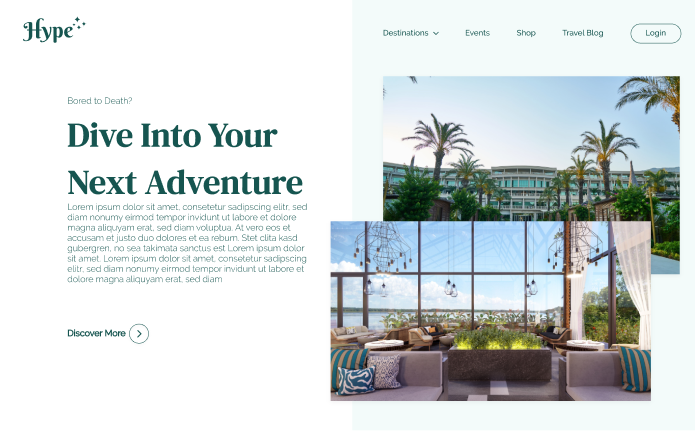 Hype
Destinations
Events
Shop
Travel Blog
Login
Bored to Death?
Dive Into Your
Next Adventure
Lorem ipsum dolor sit amet, consetetur sadipscing elitr, sed
diam nonumy eirmod tempor invidunt ut labore et dolore
magna aliquyam erat, sed diam voluptua. At vero eos et
accusam et justo duo dolores et ea rebum. Stet clita kasd
gubergren, no sea takimata sanctus est Lorem ipsum dolor
sit amet. Lorem ipsum dolor sit amet, consetetur sadipscing
elitr, sed diam nonumy eirmod tempor invidunt ut labore et
dolore magna aliquyam erat, sed diam
Discover More